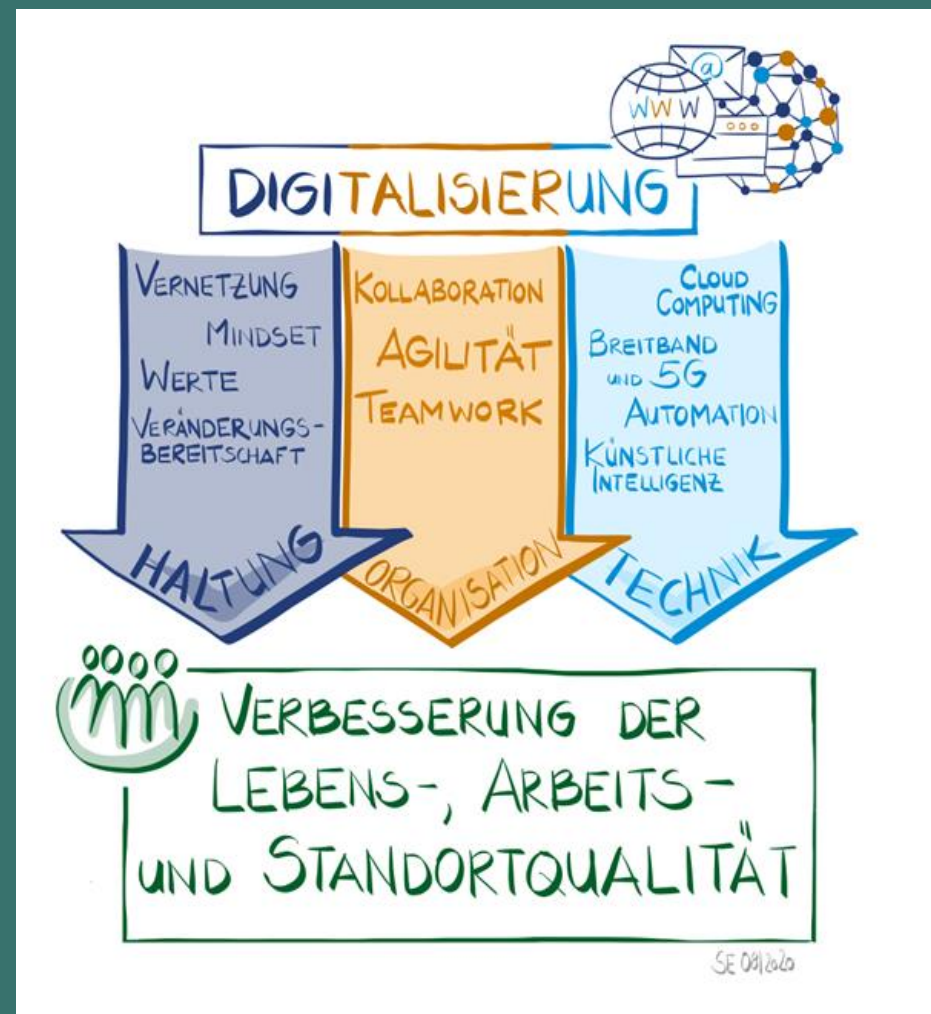 @
WWW
DIGITALISIERUNG
VERNETZUNG
MINDSET
WERTE
VERÄNDERUNGS-
BEREITSCHAFT
HALTUNG
KOLLABORATION
AGILITÄT
TEAMWORK
ORGANISATION
CLOUD
COMPUTING
BREITBAND
UND 5G
AUTOMATION
KÜNSTLICHE
INTELLIGENZ
TECHNIK
VERBESSERUNG DER
LEBENS-, ARBEITS-
UND STANDORTQUALITÄT
SE 08/2020